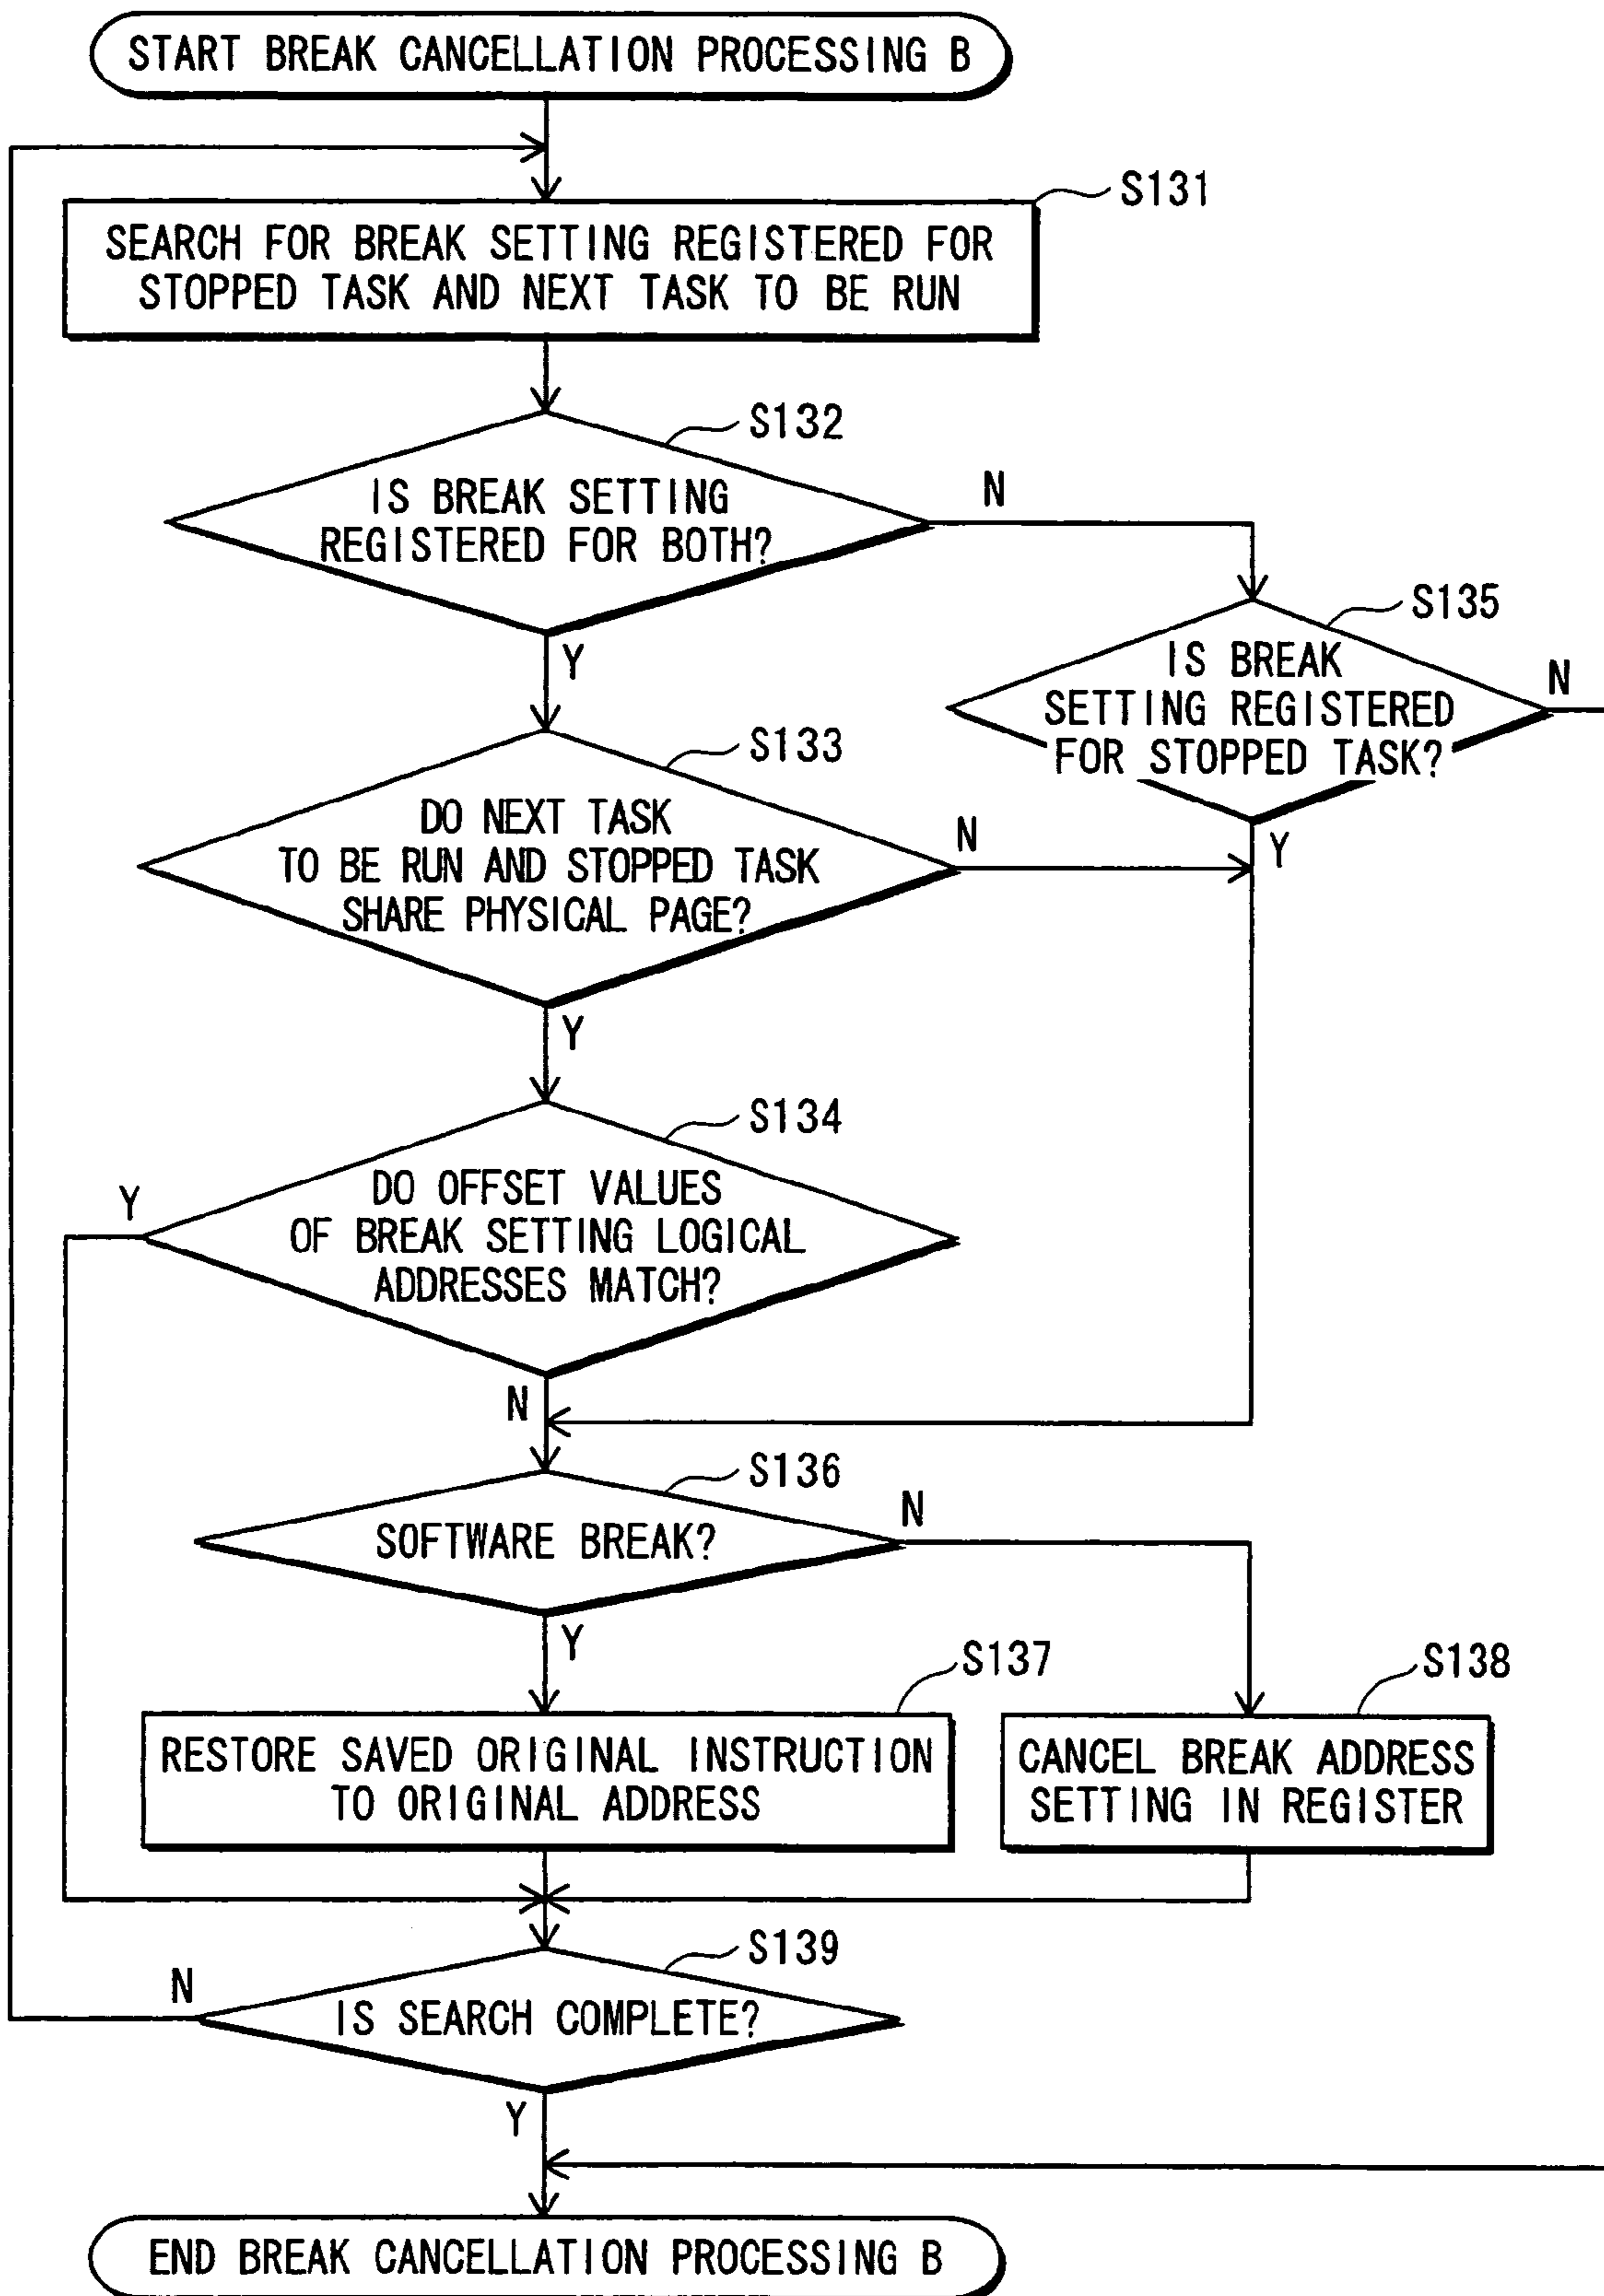 START BREAK CANCELLATION PROCESSING B
S131
SEARCH FOR BREAK SETTING REGISTERED FOR
STOPPED TASK AND NEXT TASK TO BE RUN
S132
IS BREAK SETTING
REGISTERED FOR BOTH?
N
Y
S135
IS BREAK
SETTING REGISTERED
FOR STOPPED TASK?
N
Y
S133
DO NEXT TASK
TO BE RUN AND STOPPED TASK
SHARE PHYSICAL PAGE?
N
Y
S134
DO OFFSET VALUES
OF BREAK SETTING LOGICAL
ADDRESSES MATCH?
Y
N
S136
SOFTWARE BREAK?
N
Y
S137
RESTORE SAVED ORIGINAL INSTRUCTION
TO ORIGINAL ADDRESS
S138
CANCEL BREAK ADDRESS
SETTING IN REGISTER
S139
IS SEARCH COMPLETE?
N
Y
END BREAK CANCELLATION PROCESSING B